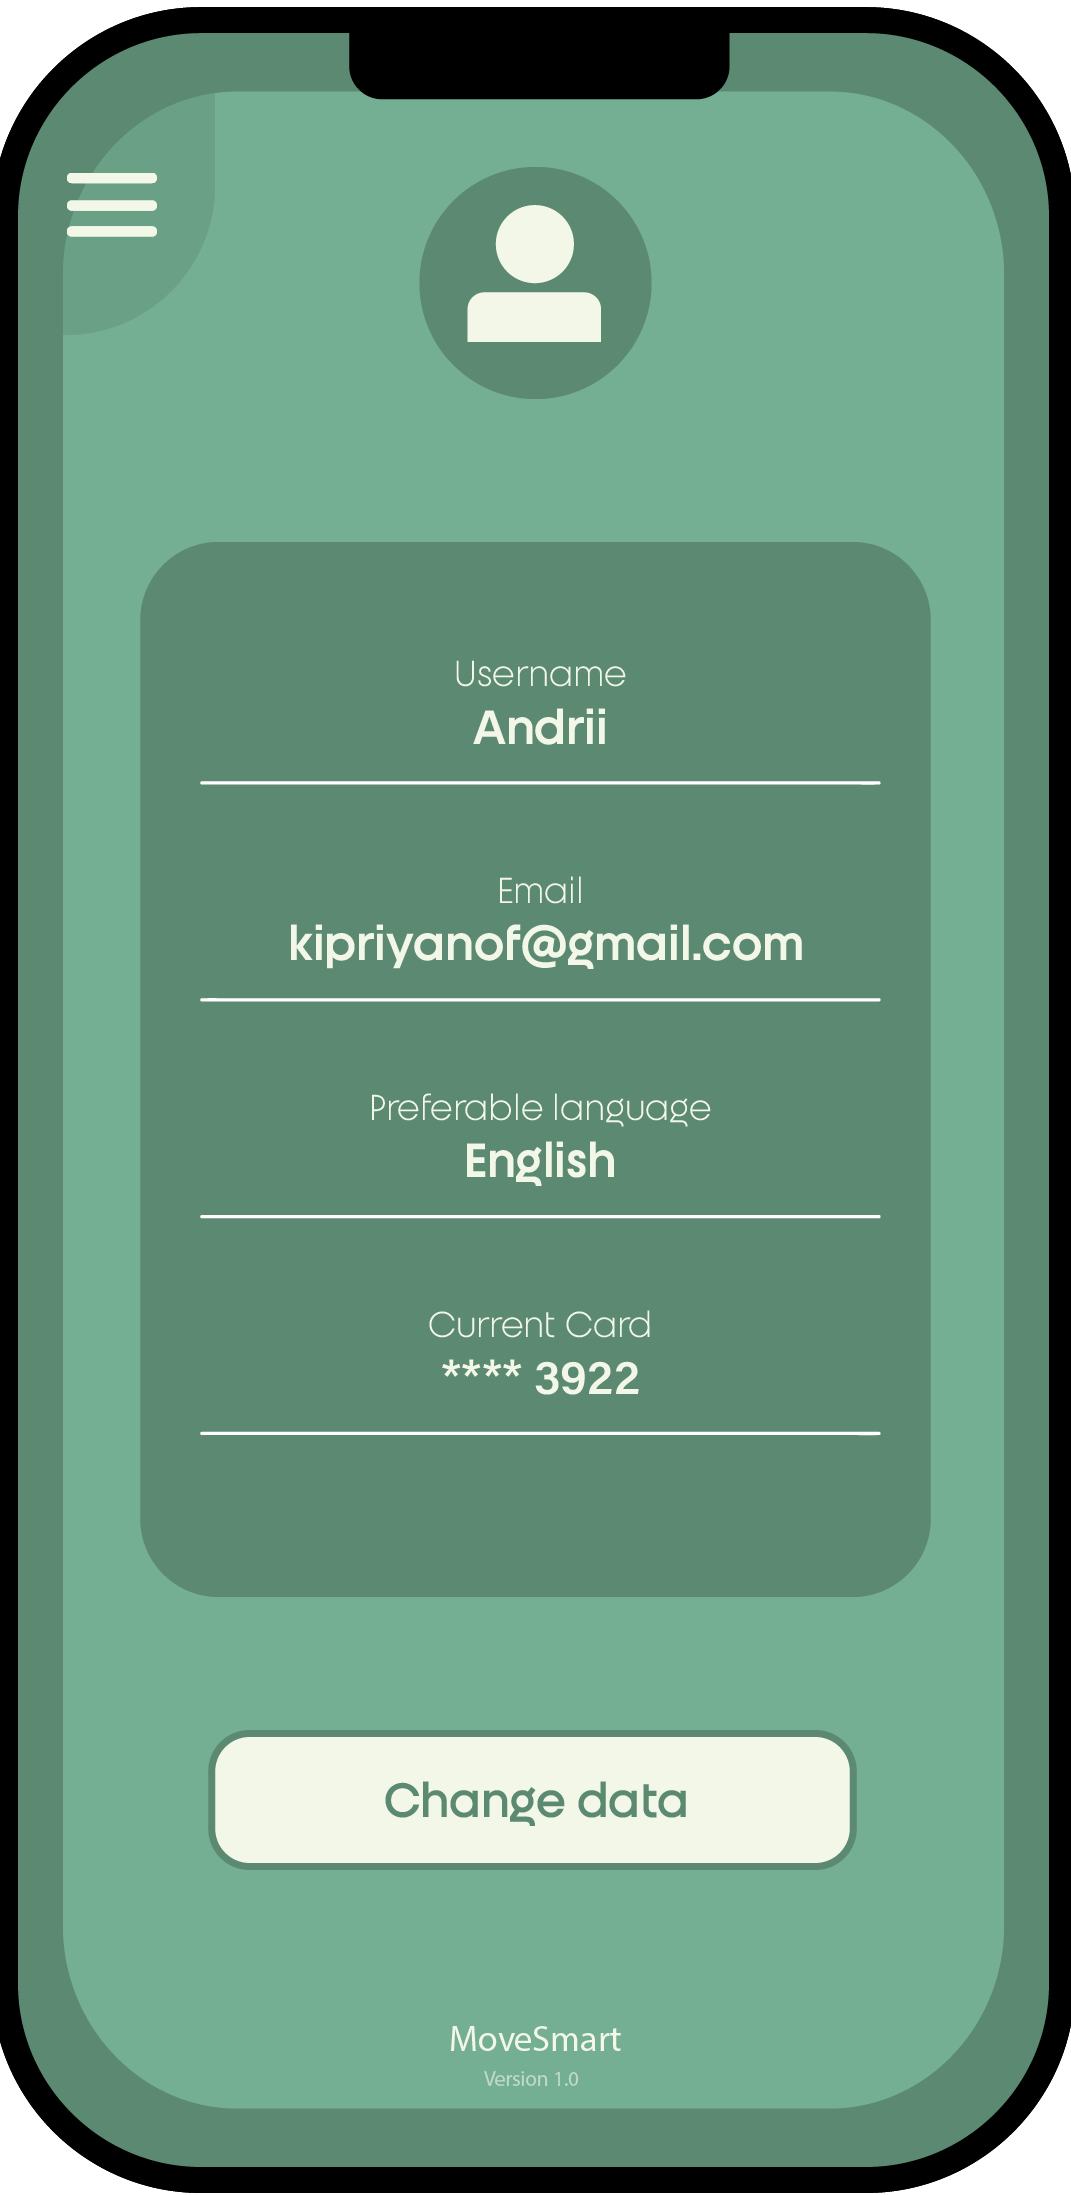 Username
Andrii
Email
kipriyanof@gmail.com
Preferable language
English
Current Card
**** 3922
Change data
MoveSmart
Version 1.0